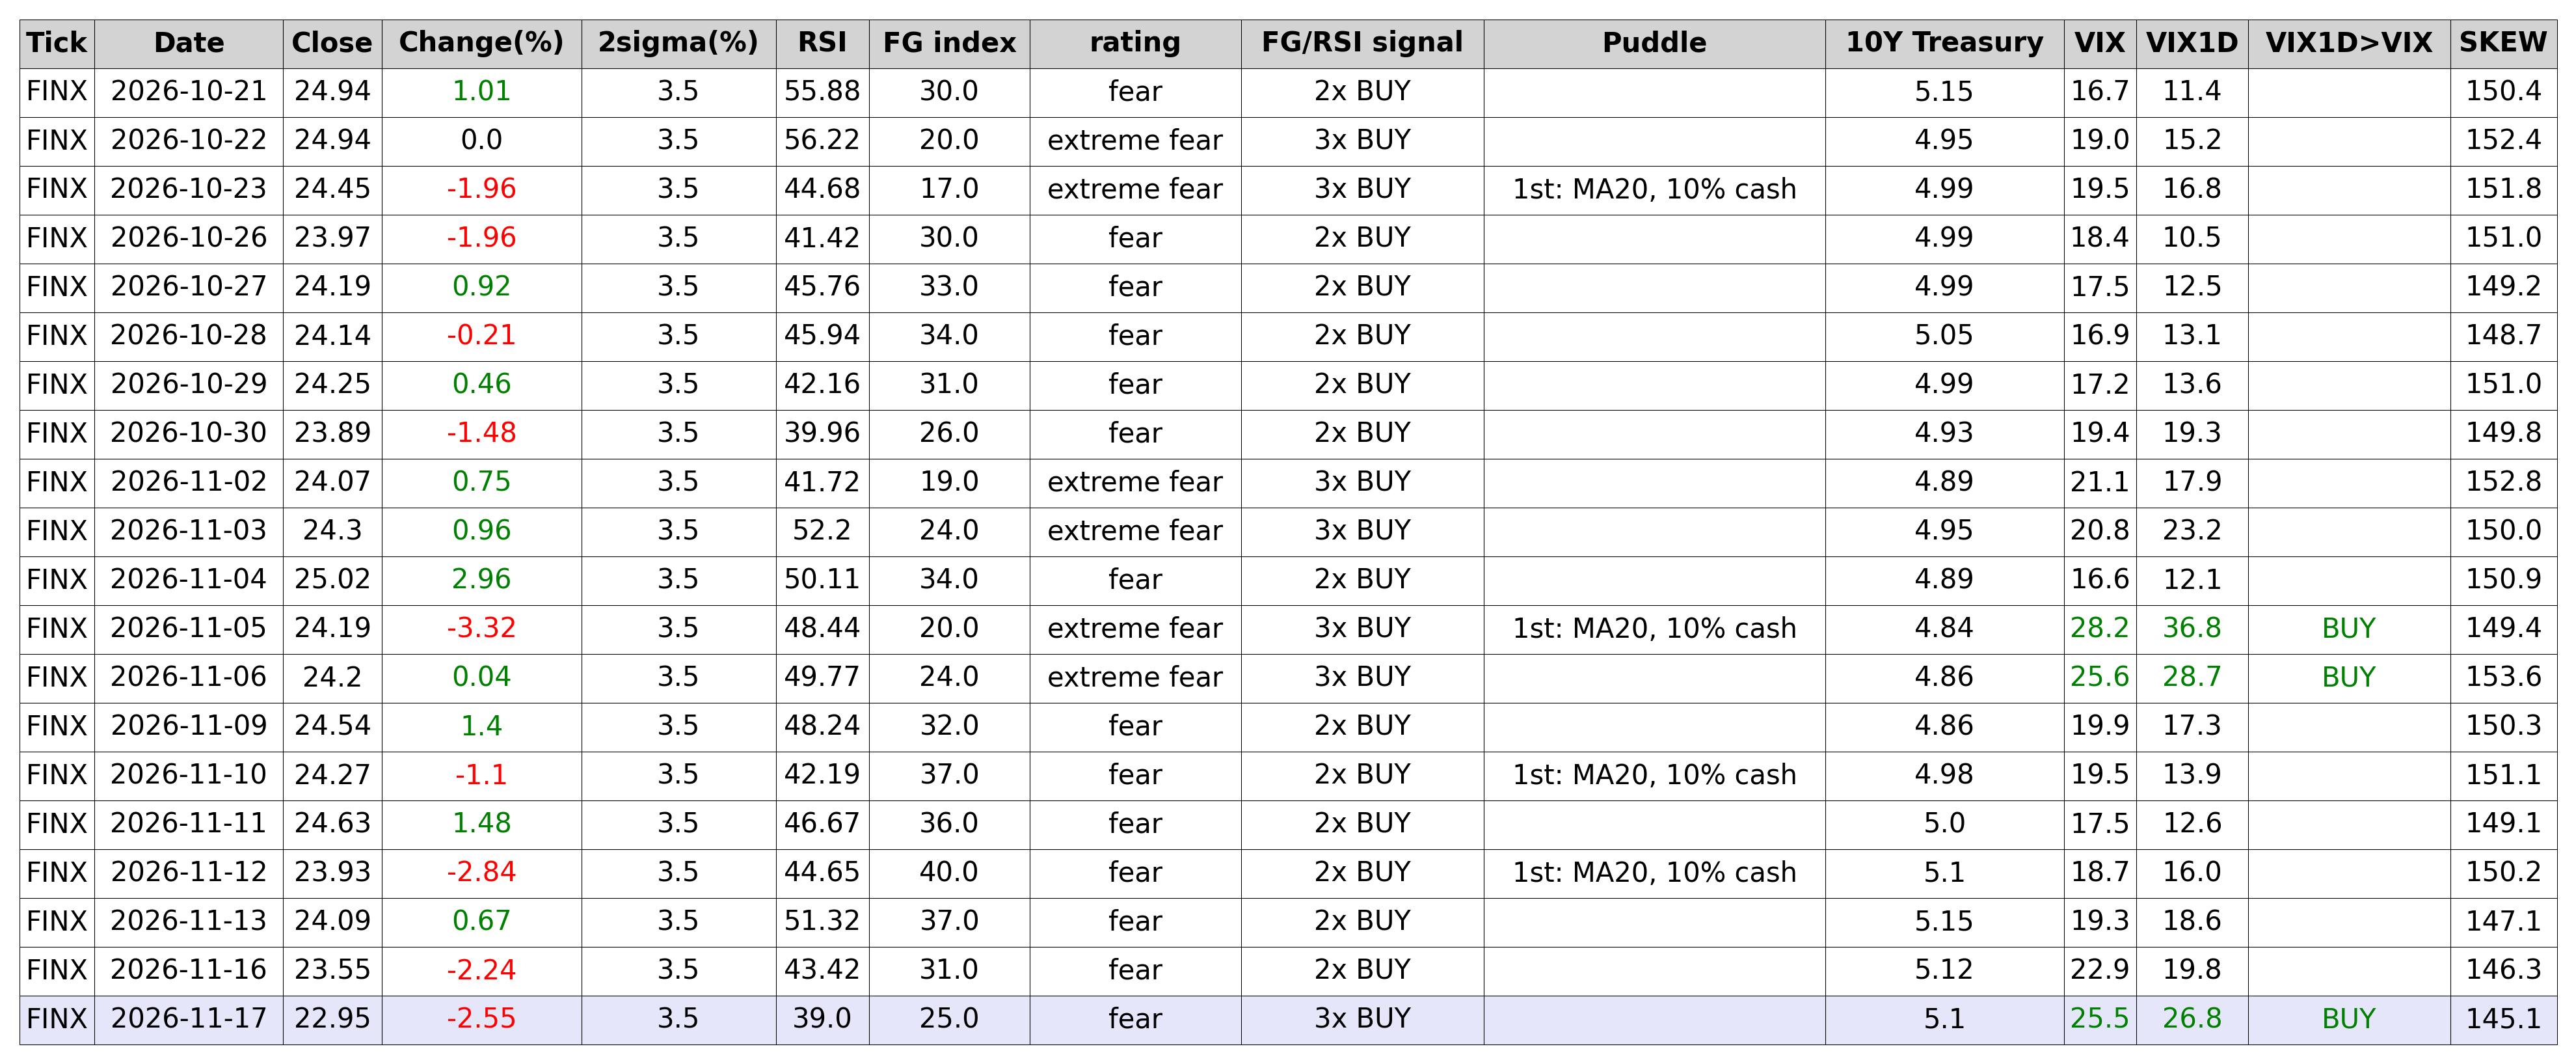 Tick Date Close Change(%) 2sigma(%) RSI FG index rating FG/RSI signal Puddle 10Y Treasury VIX VIX1D VIX1D>VIX SKEW
FINX 2026-10-21 24.94 1.01 3.5 55.88 30.0 fear 2x BUY 5.15 16.7 11.4 150.4
FINX 2026-10-22 24.94 0.0 3.5 56.22 20.0 extreme fear 3x BUY 4.95 19.0 15.2 152.4
FINX 2026-10-23 24.45 -1.96 3.5 44.68 17.0 extreme fear 3x BUY 1st: MA20, 10% cash 4.99 19.5 16.8 151.8
FINX 2026-10-26 23.97 -1.96 3.5 41.42 30.0 fear 2x BUY 4.99 18.4 10.5 151.0
FINX 2026-10-27 24.19 0.92 3.5 45.76 33.0 fear 2x BUY 4.99 17.5 12.5 149.2
FINX 2026-10-28 24.14 -0.21 3.5 45.94 34.0 fear 2x BUY 5.05 16.9 13.1 148.7
FINX 2026-10-29 24.25 0.46 3.5 42.16 31.0 fear 2x BUY 4.99 17.2 13.6 151.0
FINX 2026-10-30 23.89 -1.48 3.5 39.96 26.0 fear 2x BUY 4.93 19.4 19.3 149.8
FINX 2026-11-02 24.07 0.75 3.5 41.72 19.0 extreme fear 3x BUY 4.89 21.1 17.9 152.8
FINX 2026-11-03 24.3 0.96 3.5 52.2 24.0 extreme fear 3x BUY 4.95 20.8 23.2 150.0
FINX 2026-11-04 25.02 2.96 3.5 50.11 34.0 fear 2x BUY 4.89 16.6 12.1 150.9
FINX 2026-11-05 24.19 -3.32 3.5 48.44 20.0 extreme fear 3x BUY 1st: MA20, 10% cash 4.84 28.2 36.8 BUY 149.4
FINX 2026-11-06 24.2 0.04 3.5 49.77 24.0 extreme fear 3x BUY 4.86 25.6 28.7 BUY 153.6
FINX 2026-11-09 24.54 1.4 3.5 48.24 32.0 fear 2x BUY 4.86 19.9 17.3 150.3
FINX 2026-11-10 24.27 -1.1 3.5 42.19 37.0 fear 2x BUY 1st: MA20, 10% cash 4.98 19.5 13.9 151.1
FINX 2026-11-11 24.63 1.48 3.5 46.67 36.0 fear 2x BUY 5.0 17.5 12.6 149.1
FINX 2026-11-12 23.93 -2.84 3.5 44.65 40.0 fear 2x BUY 1st: MA20, 10% cash 5.1 18.7 16.0 150.2
FINX 2026-11-13 24.09 0.67 3.5 51.32 37.0 fear 2x BUY 5.15 19.3 18.6 147.1
FINX 2026-11-16 23.55 -2.24 3.5 43.42 31.0 fear 2x BUY 5.12 22.9 19.8 146.3
FINX 2026-11-17 22.95 -2.55 3.5 39.0 25.0 fear 3x BUY 5.1 25.5 26.8 BUY 145.1